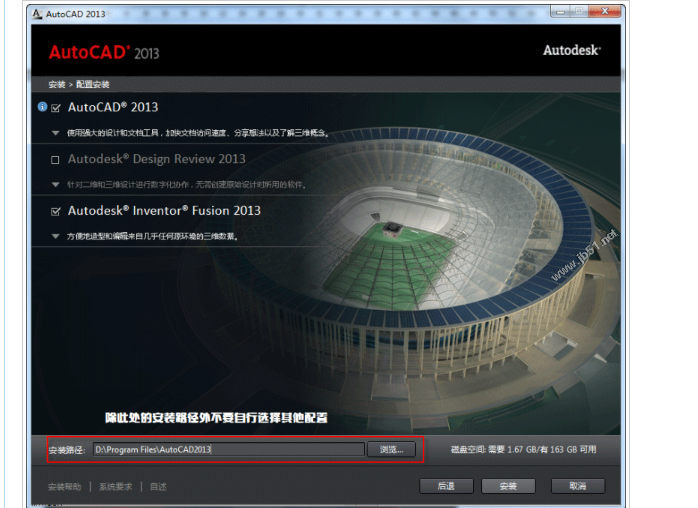 AutoCAD 2013
AutoCAD® 2013
Autodesk®
安装 > 配置安装
AutoCAD® 2013
使用强大的设计和文档工具，加快文档访问速度、分享想法以及了解三维概念。
Autodesk® Design Review 2013
针对二维和三维设计进行数字化协作，无需创建原始设计时所用的软件。
Autodesk® Inventor® Fusion 2013
方便地造型和编辑来自几乎任何源环境的三维数据。
www.jb51.net
除此处的安装路径外不要自行选择其他配置
安装路径: D:\Program Files\AutoCAD2013 浏览... 磁盘空间: 需要 1.67 GB/有 163 GB 可用
安装帮助 | 系统要求 | 自述 后退 安装 取消